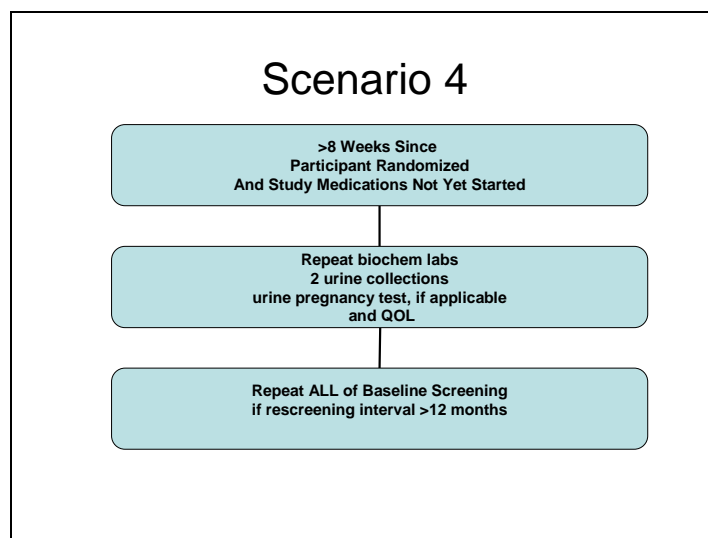 Scenario 4
>8 Weeks Since
Participant Randomized
And Study Medications Not Yet Started
Repeat biochem labs
2 urine collections
urine pregnancy test, if applicable
and QOL
Repeat ALL of Baseline Screening
if rescreening interval >12 months